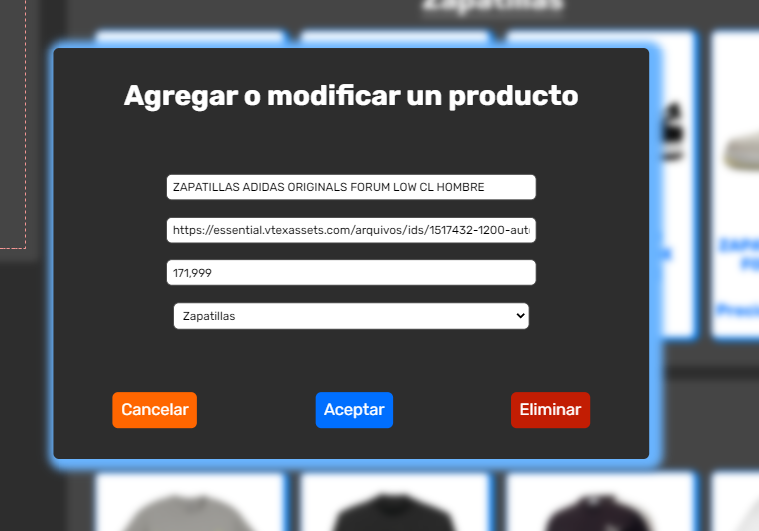 Zapatillas
Agregar o modificar un producto
ZAPATILLAS ADIDAS ORIGINALS FORUM LOW CL HOMBRE
https://essential.vtexassets.com/arquivos/ids/1517432-1200-aut
171,999
Zapatillas
Cancelar
Aceptar
Eliminar